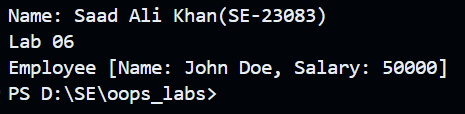 Name: Saad Ali Khan(SE-23083)
Lab 06
Employee [Name: John Doe, Salary: 50000]
PS D:\SE\oops_labs>